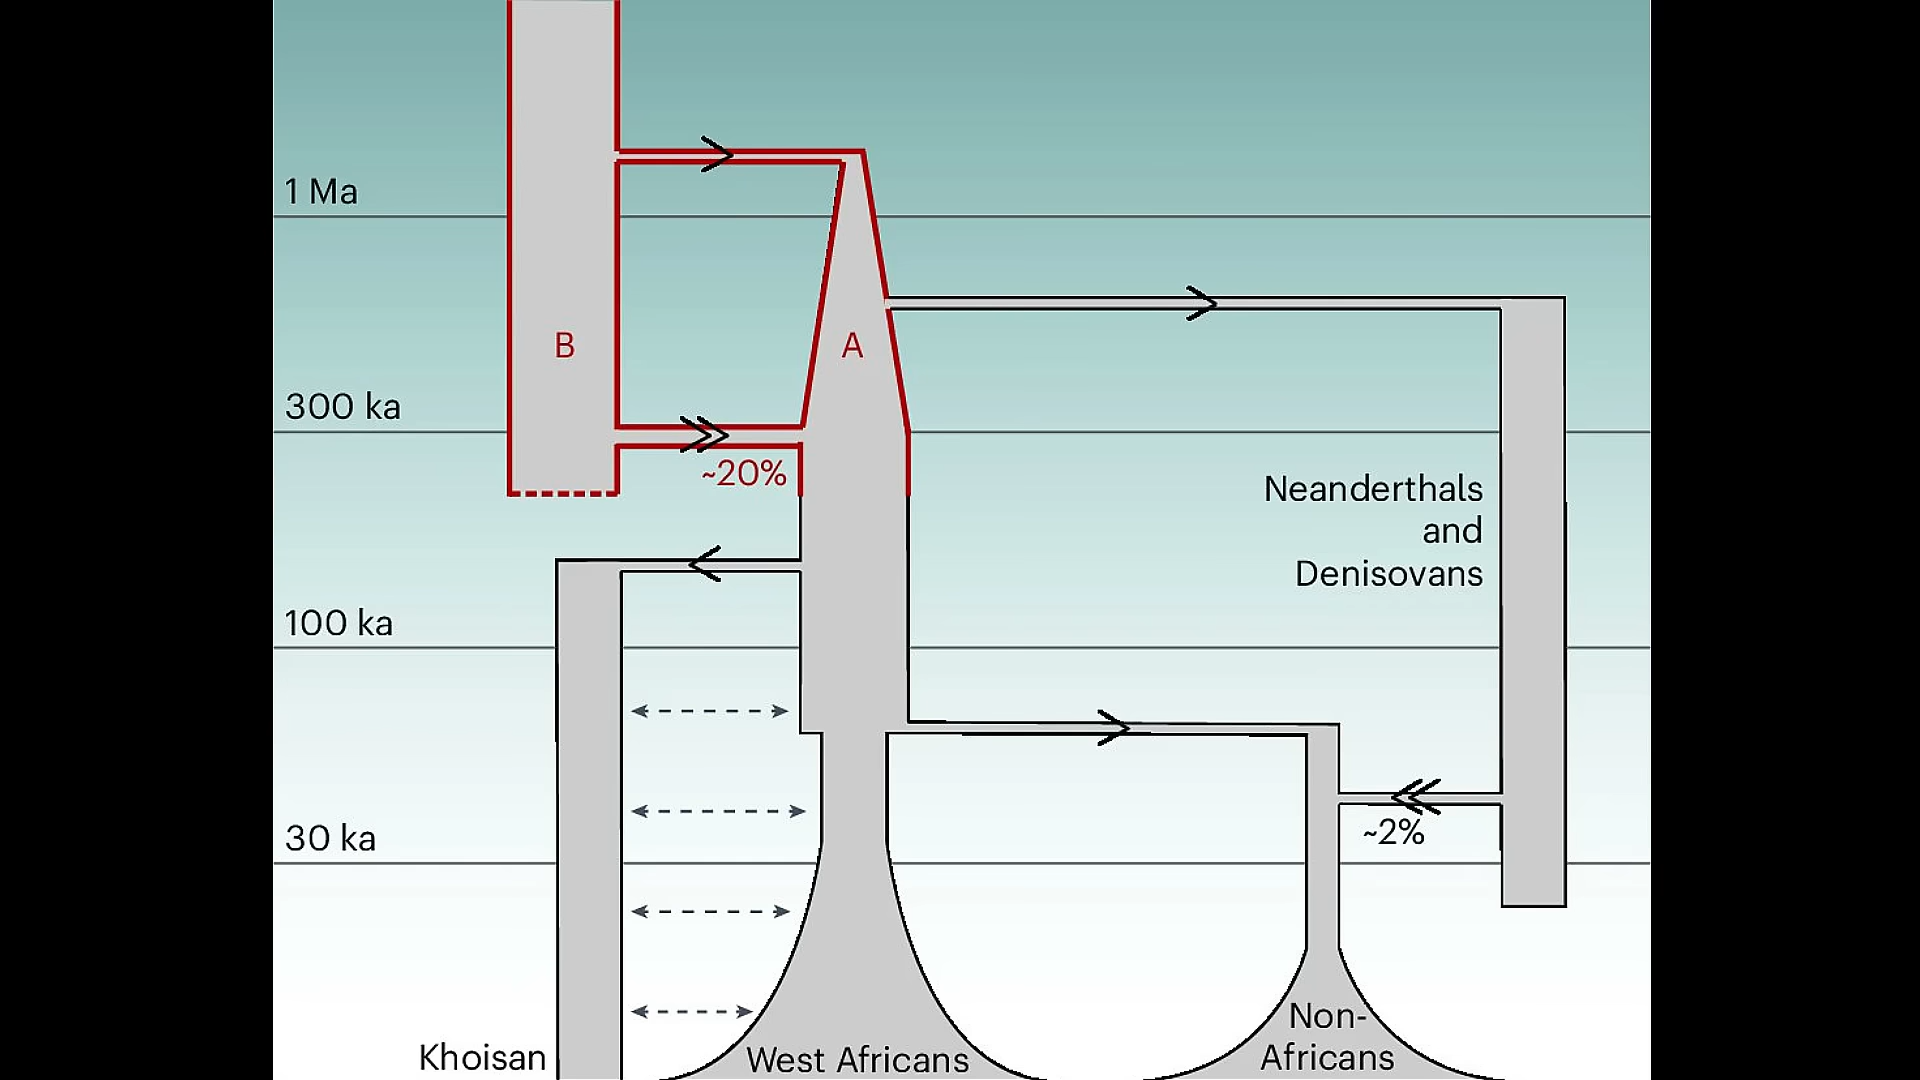 1 Ma
B
A
300 ka
~20%
Neanderthals
and
Denisovans
100 ka
30 ka
~2%
Khoisan
West Africans
Non-
Africans